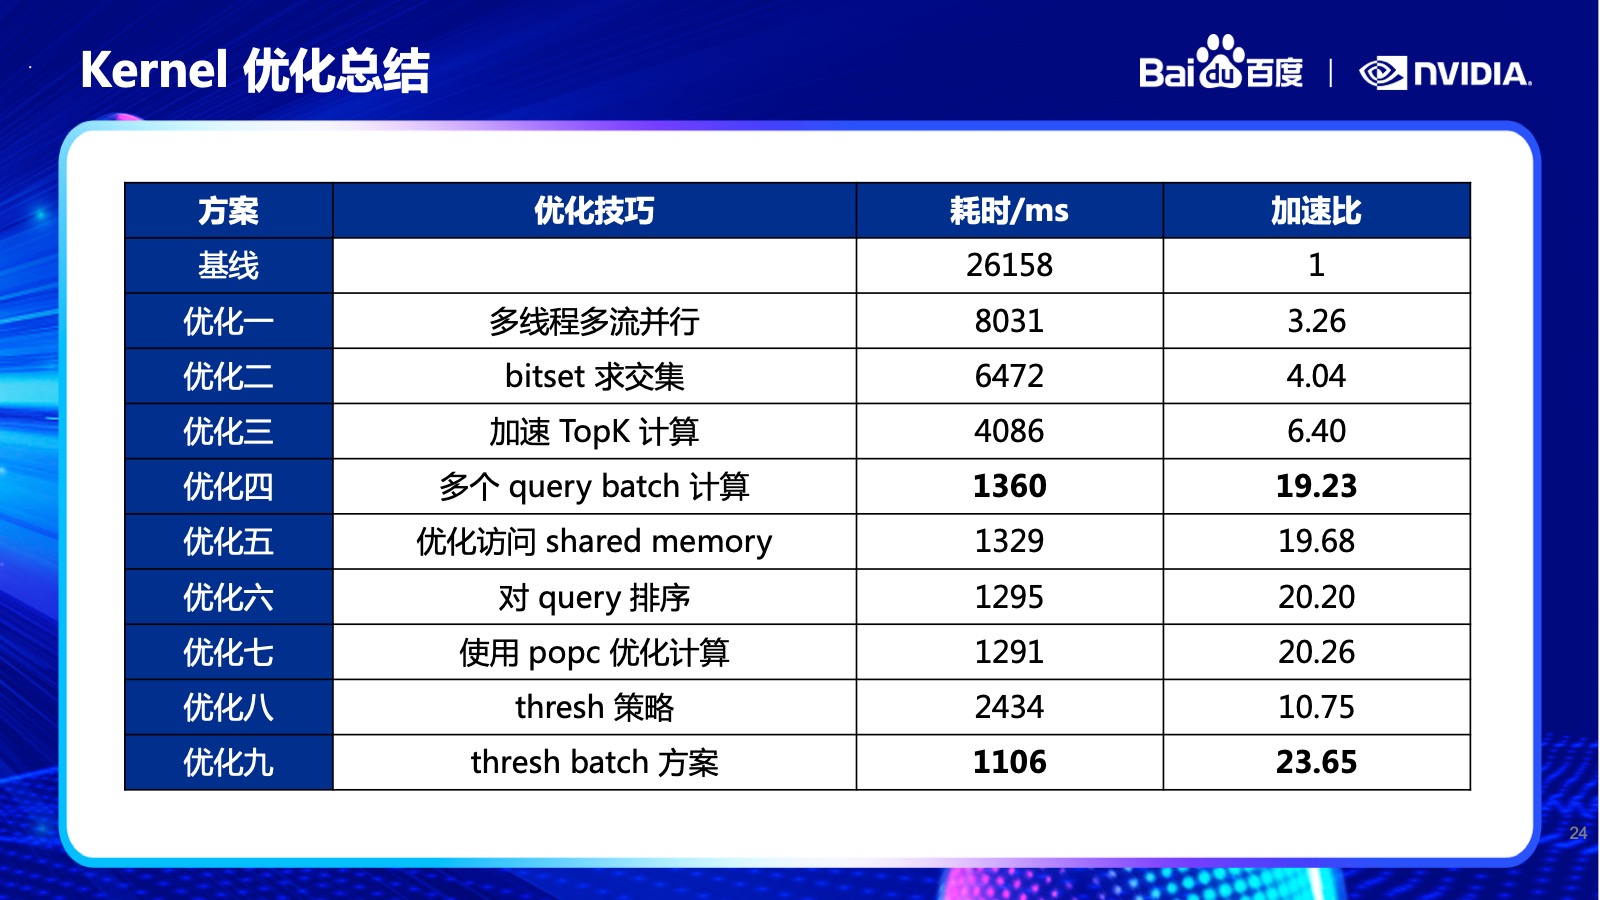 Kernel 优化总结
Baidu百度 | NVIDIA.
方案 优化技巧 耗时/ms 加速比
基线 26158 1
优化一 多线程多流并行 8031 3.26
优化二 bitset 求交集 6472 4.04
优化三 加速 TopK 计算 4086 6.40
优化四 多个 query batch 计算 1360 19.23
优化五 优化访问 shared memory 1329 19.68
优化六 对 query 排序 1295 20.20
优化七 使用 popc 优化计算 1291 20.26
优化八 thresh 策略 2434 10.75
优化九 thresh batch 方案 1106 23.65
24